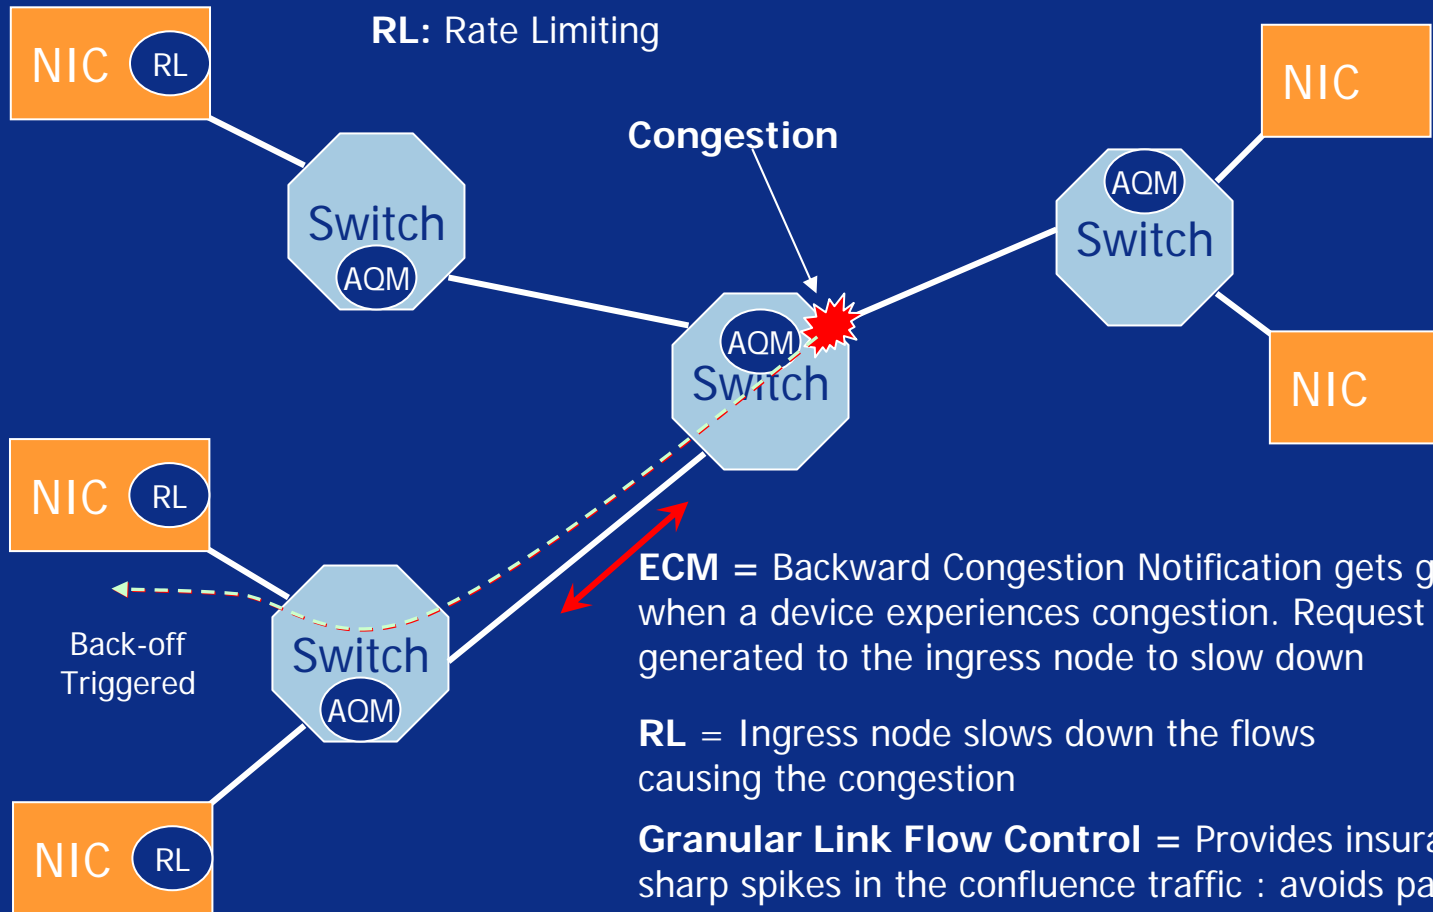 RL: Rate Limiting
NIC RL
NIC
Congestion
AQM
Switch
Switch
AQM
AQM
Switch
NIC
NIC RL
ECM = Backward Congestion Notification gets g
when a device experiences congestion. Request
generated to the ingress node to slow down
Back-off
Triggered
Switch
AQM
RL = Ingress node slows down the flows
causing the congestion
NIC RL
Granular Link Flow Control = Provides insura
sharp spikes in the confluence traffic : avoids pa